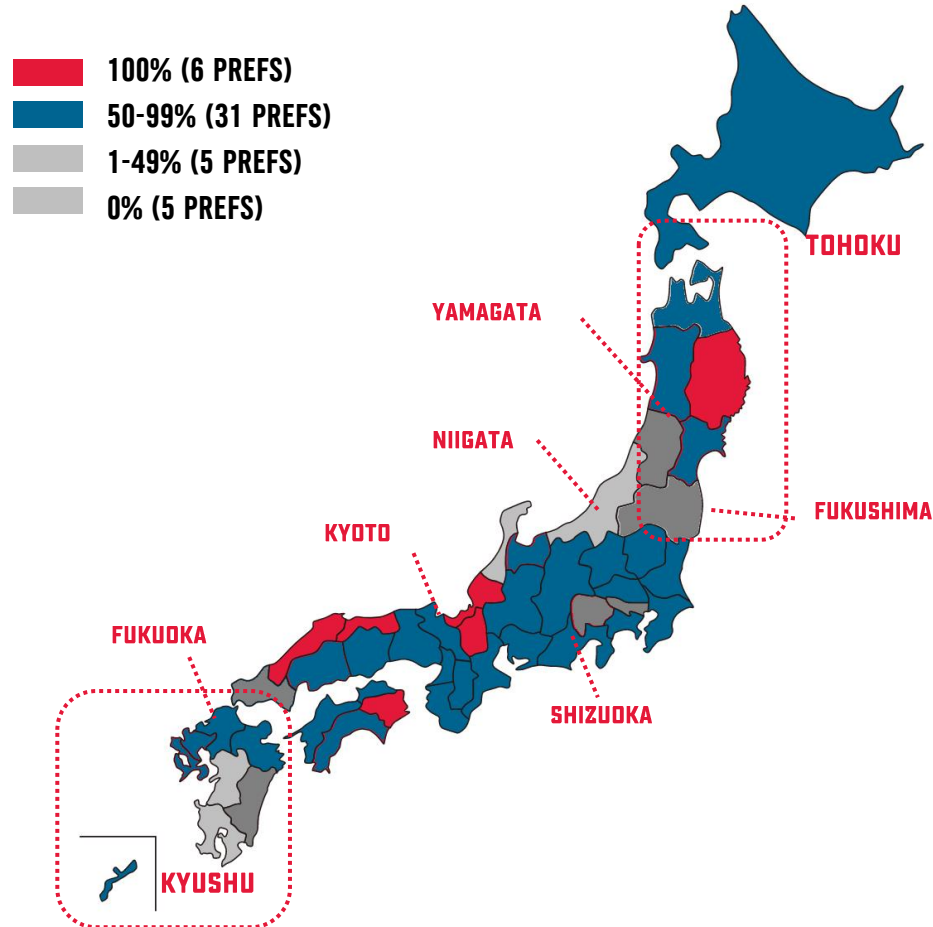 100% (6 PREFS)
50-99% (31 PREFS)
1-49% (5 PREFS)
0% (5 PREFS)
TOHOKU
YAMAGATA
NIIGATA
FUKUSHIMA
KYOTO
FUKUOKA
SHIZUOKA
KYUSHU